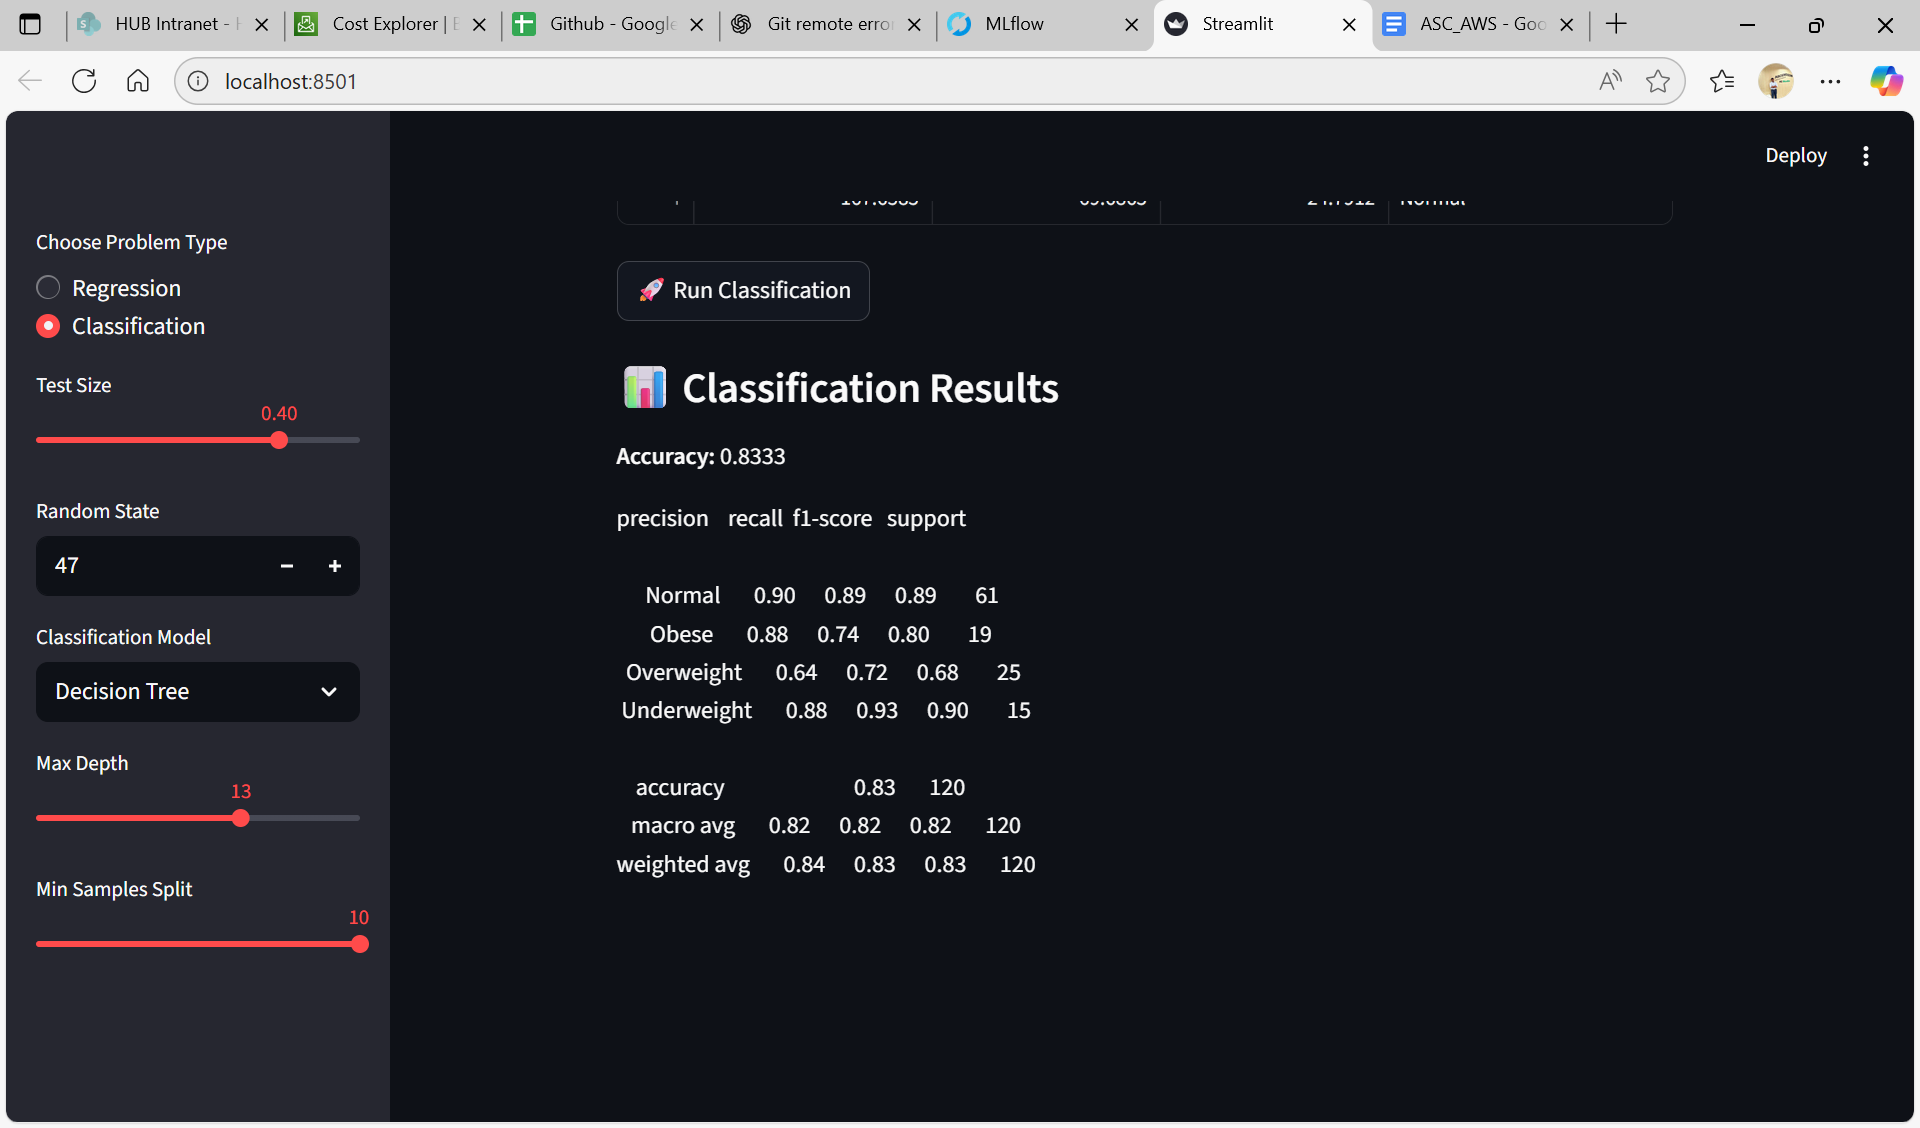 HUB Intranet -
Cost Explorer |
Github - Google
Git remote erro
MLflow
Streamlit
ASC_AWS - Goo
localhost:8501
Deploy
Choose Problem Type
Regression
Classification
Test Size
0.40
Random State
47
Classification Model
Decision Tree
Max Depth
13
Min Samples Split
10
Normal
🚀 Run Classification
📊 Classification Results
Accuracy: 0.8333
precision recall f1-score support
Normal 0.90 0.89 0.89 61
Obese 0.88 0.74 0.80 19
Overweight 0.64 0.72 0.68 25
Underweight 0.88 0.93 0.90 15
accuracy 0.83 120
macro avg 0.82 0.82 0.82 120
weighted avg 0.84 0.83 0.83 120